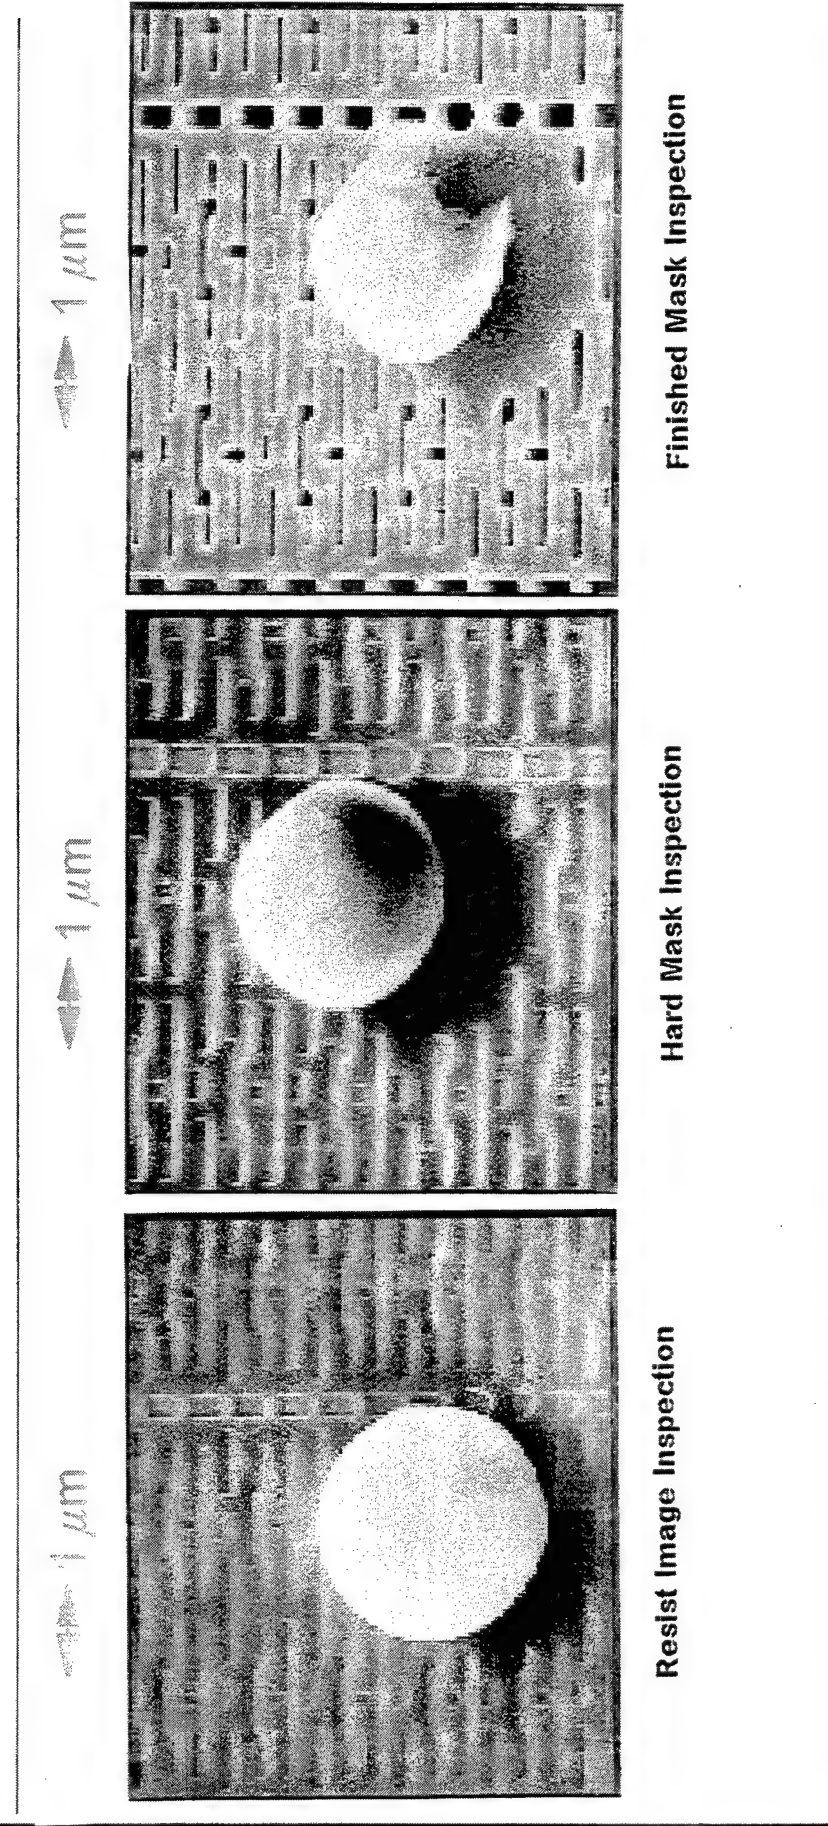 1 μm
1 μm
1 μm
Resist Image Inspection
Hard Mask Inspection
Finished Mask Inspection